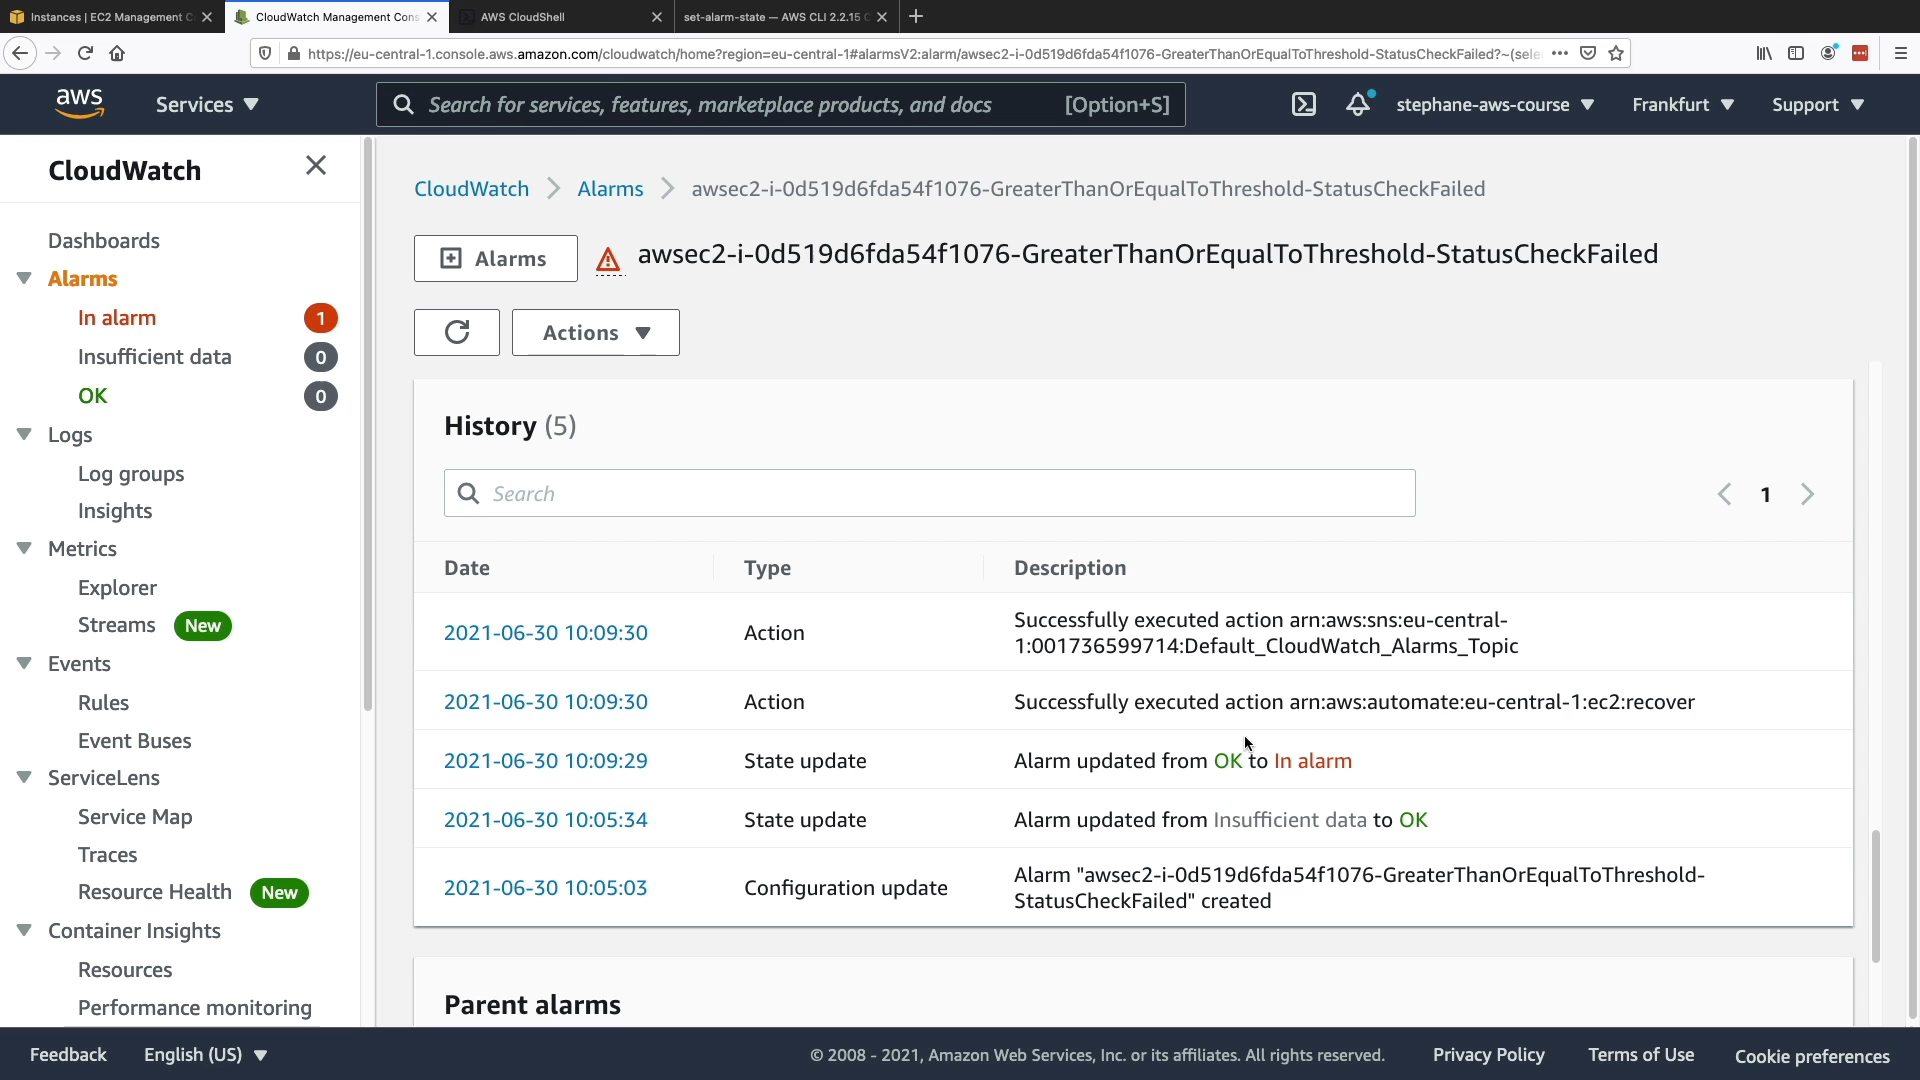 Instances | EC2 Management C
CloudWatch Management Cons
AWS CloudShell
set-alarm-state — AWS CLI 2.2.15 C
https://eu-central-1.console.aws.amazon.com/cloudwatch/home?region=eu-central-1#alarmsV2:alarm/awsec2-i-0d519d6fda54f1076-GreaterThanOrEqualToThreshold-StatusCheckFailed?~(sele
aws
Services
Search for services, features, marketplace products, and docs
[Option+S]
stephane-aws-course
Frankfurt
Support
CloudWatch
Dashboards
Alarms
In alarm 1
Insufficient data 0
OK 0
Logs
Log groups
Insights
Metrics
Explorer
Streams New
Events
Rules
Event Buses
ServiceLens
Service Map
Traces
Resource Health New
Container Insights
Resources
Performance monitoring
CloudWatch
Alarms
awsec2-i-0d519d6fda54f1076-GreaterThanOrEqualToThreshold-StatusCheckFailed
Alarms
awsec2-i-0d519d6fda54f1076-GreaterThanOrEqualToThreshold-StatusCheckFailed
Actions
History (5)
Search
1
Date Type Description
2021-06-30 10:09:30 Action Successfully executed action arn:aws:sns:eu-central-
1:001736599714:Default_CloudWatch_Alarms_Topic
2021-06-30 10:09:30 Action Successfully executed action arn:aws:automate:eu-central-1:ec2:recover
2021-06-30 10:09:29 State update Alarm updated from OK to In alarm
2021-06-30 10:05:34 State update Alarm updated from Insufficient data to OK
2021-06-30 10:05:03 Configuration update Alarm "awsec2-i-0d519d6fda54f1076-GreaterThanOrEqualToThreshold-
StatusCheckFailed" created
Parent alarms
Feedback
English (US)
© 2008 - 2021, Amazon Web Services, Inc. or its affiliates. All rights reserved.
Privacy Policy
Terms of Use
Cookie preferences